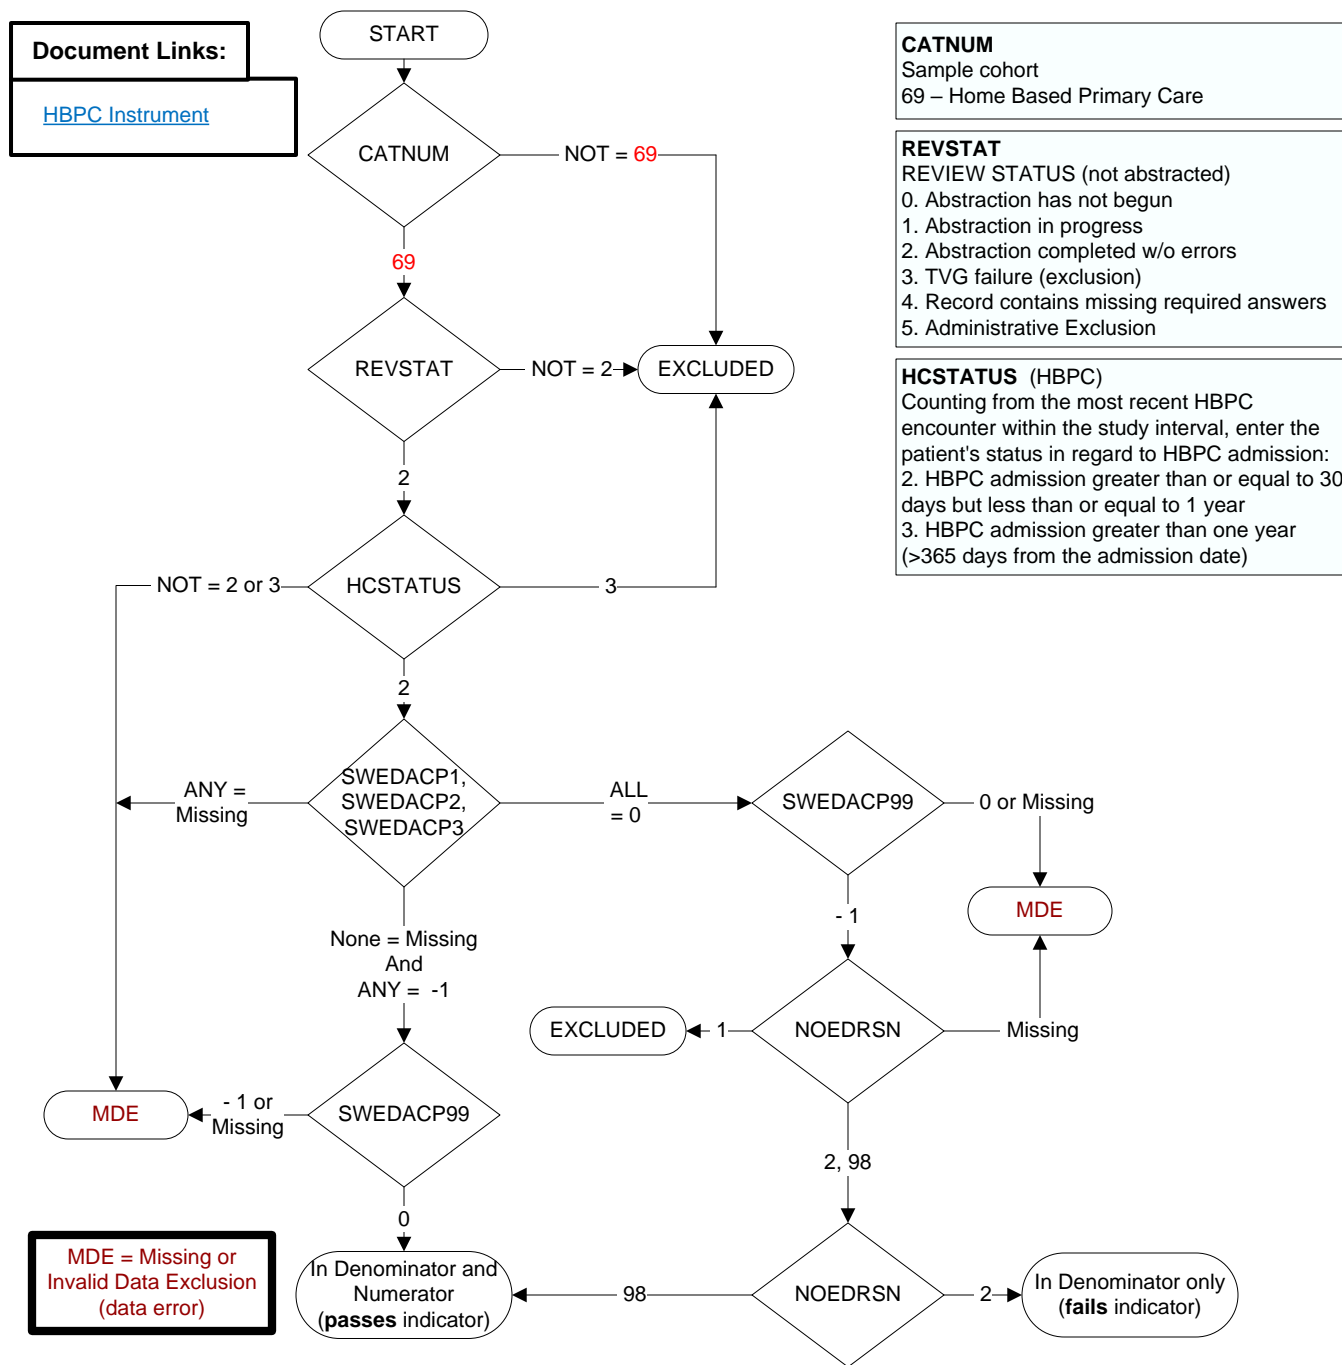 START
Document Links:
HBPC Instrument
CATNUM
Sample cohort
69 – Home Based Primary Care
CATNUM
NOT = 69
69
REVSTAT
REVIEW STATUS (not abstracted)
0. Abstraction has not begun
1. Abstraction in progress
2. Abstraction completed w/o errors
3. TVG failure (exclusion)
4. Record contains missing required answers
5. Administrative Exclusion
REVSTAT
NOT = 2
EXCLUDED
2
HCSTATUS (HBPC)
Counting from the most recent HBPC
encounter within the study interval, enter the
patient's status in regard to HBPC admission:
2. HBPC admission greater than or equal to 30
days but less than or equal to 1 year
3. HBPC admission greater than one year
(>365 days from the admission date)
NOT = 2 or 3
HCSTATUS
3
2
ANY =
Missing
SWEDACP1,
SWEDACP2,
SWEDACP3
ALL
= 0
SWEDACP99
0 or Missing
- 1
MDE
None = Missing
And
ANY = -1
EXCLUDED
1
NOEDRSN
Missing
MDE
- 1 or
Missing
SWEDACP99
2, 98
0
MDE = Missing or
Invalid Data Exclusion
(data error)
In Denominator and
Numerator
(passes indicator)
98
NOEDRSN
2
In Denominator only
(fails indicator)